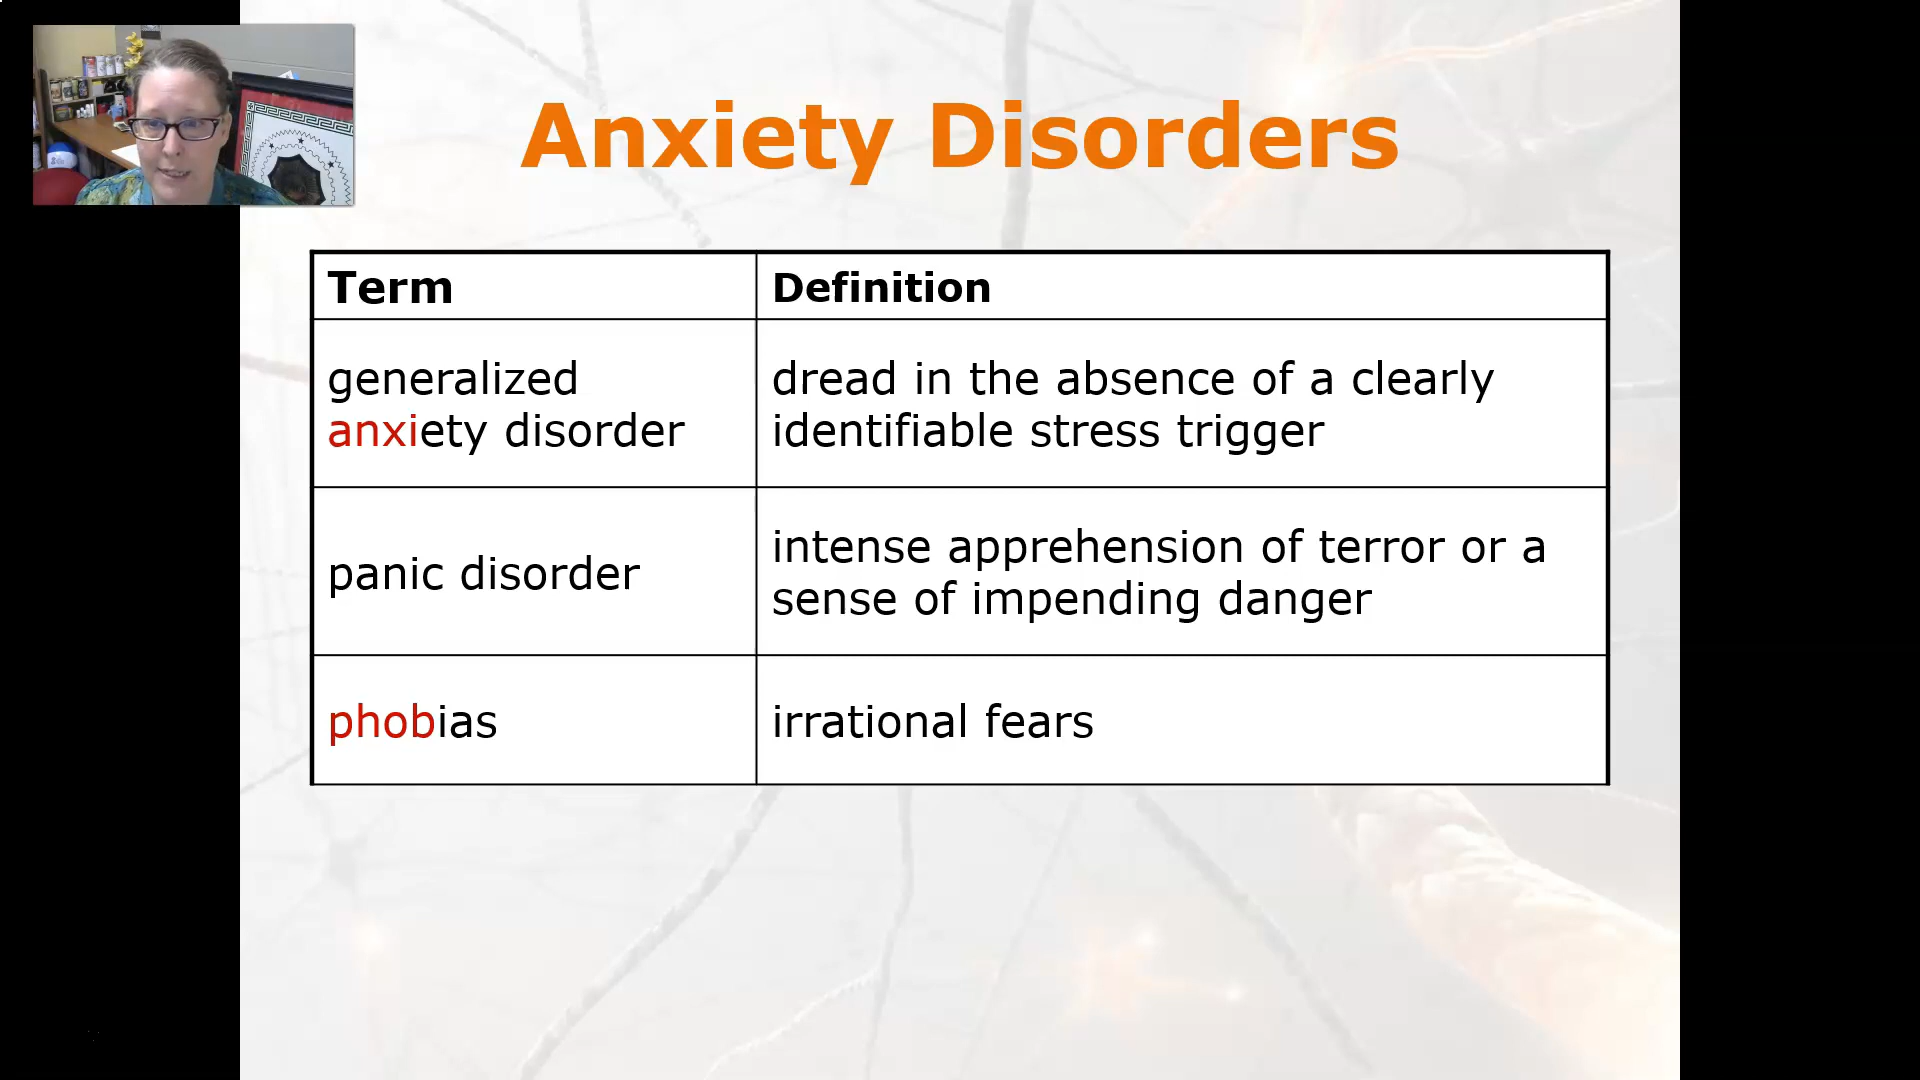 Anxiety Disorders
Term
Definition
generalized
anxiety disorder
dread in the absence of a clearly
identifiable stress trigger
panic disorder
intense apprehension of terror or a
sense of impending danger
phobias
irrational fears